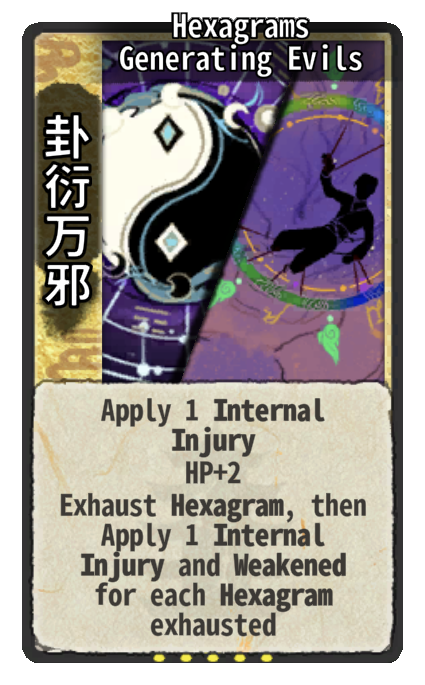 Hexagrams
Generating Evils
卦衍万邪
Apply 1 Internal
Injury
HP+2
Exhaust Hexagram, then
Apply 1 Internal
Injury and Weakened
for each Hexagram
exhausted